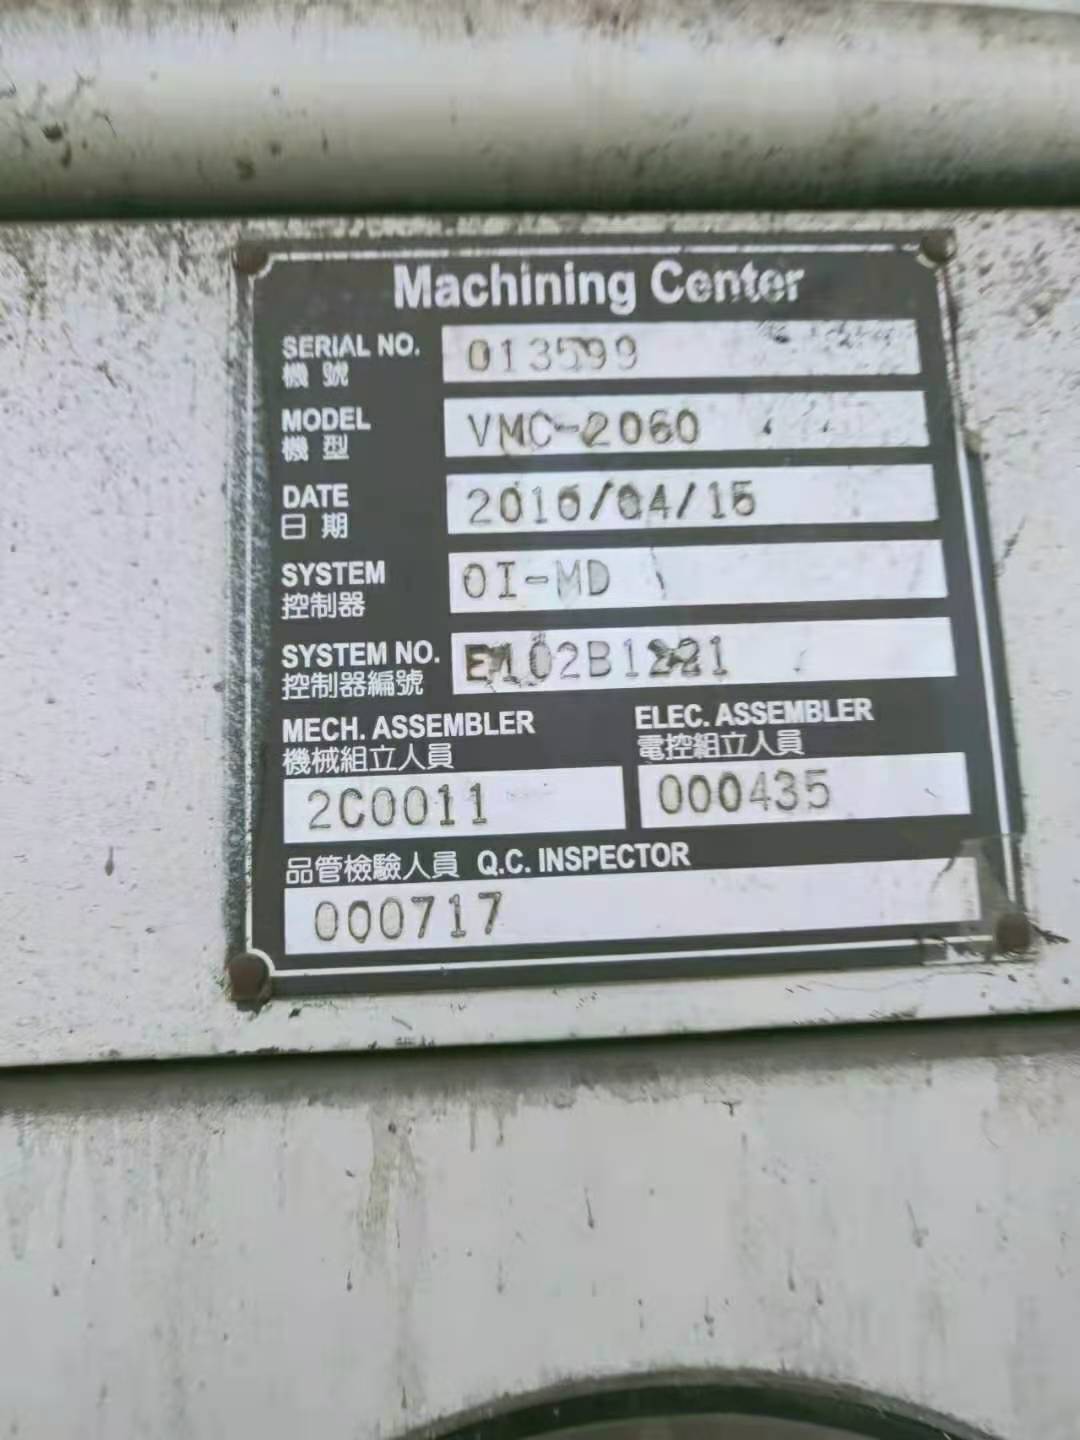 Machining Center
SERIAL NO. 013599
機號
MODEL VMC-2060
機型
DATE 2010/04/15
日期
SYSTEM 0I-MD
控制器
SYSTEM NO.
控制器編號
MECH. ASSEMBLER
機械組立人員
2C0011
ELEC. ASSEMBLER
電控組立人員
000435
品管檢驗人員 Q.C. INSPECTOR
000717